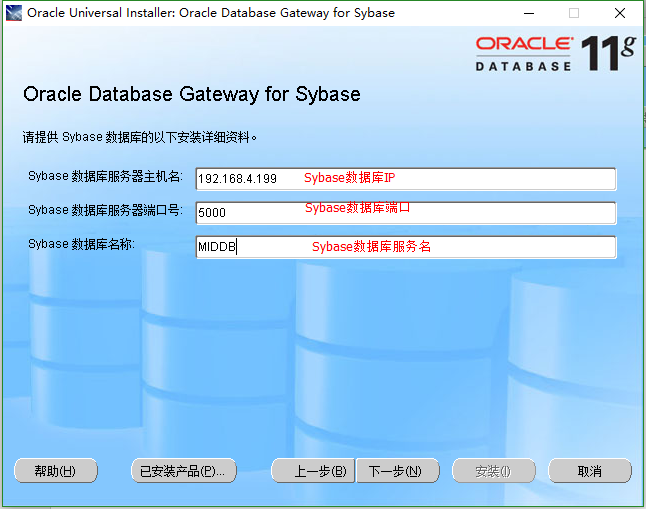 Oracle Universal Installer: Oracle Database Gateway for Sybase
ORACLE
DATABASE 11g
Oracle Database Gateway for Sybase
请提供 Sybase 数据库的以下安装详细资料。
Sybase 数据库服务器主机名: 192.168.4.199 Sybase数据库IP
Sybase 数据库服务器端口号: 5000 Sybase数据库端口
Sybase 数据库名称: MIDDB Sybase数据库服务名
帮助(H) 已安装产品(P)... 上一步(B) 下一步(N) 安装(I) 取消